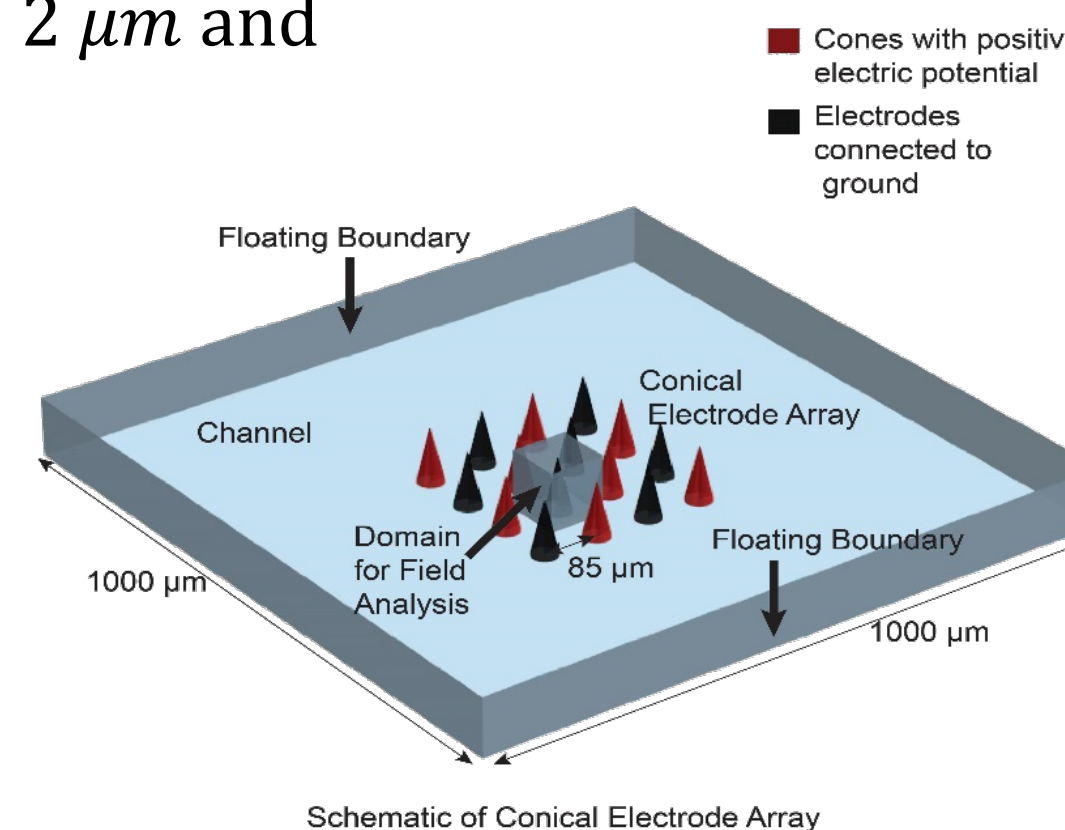 2 μm and
Cones with positiv
electric potential
Electrodes
connected to
ground
Floating Boundary
Conical
Electrode Array
Channel
Domain
for Field
Analysis
85 μm
Floating Boundary
1000 μm
1000 μm
Schematic of Conical Electrode Array